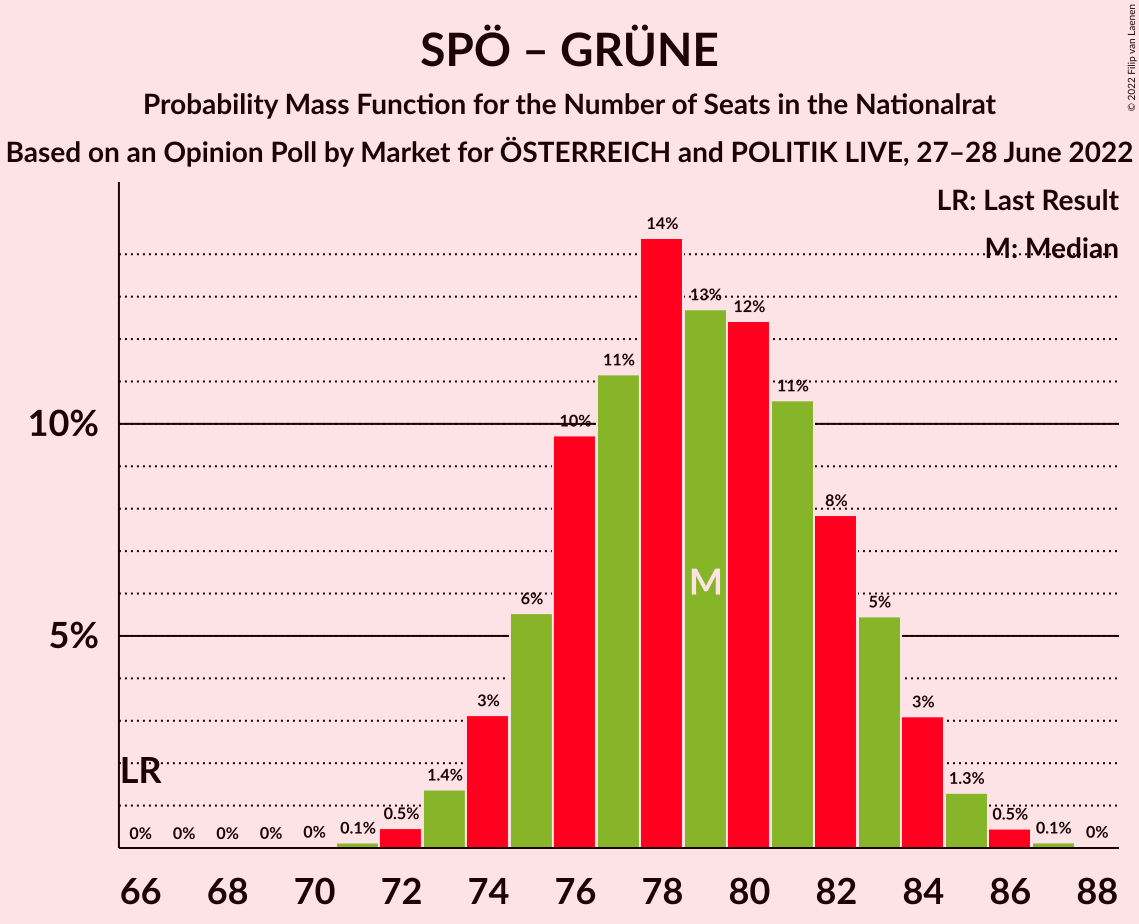 SPÖ – GRÜNE
Probability Mass Function for the Number of Seats in the Nationalrat
Based on an Opinion Poll by Market for ÖSTERREICH and POLITIK LIVE, 27–28 June 2022
© 2022 Filip van Laenen
LR: Last Result
M: Median
14%
13%
12%
11%
11%
10%
10%
8%
M
6%
5%
5%
3%
3%
LR
1.4%
1.3%
0.5%
0.5%
0% 0% 0% 0% 0% 0.1% 0.1% 0%
66 68 70 72 74 76 78 80 82 84 86 88